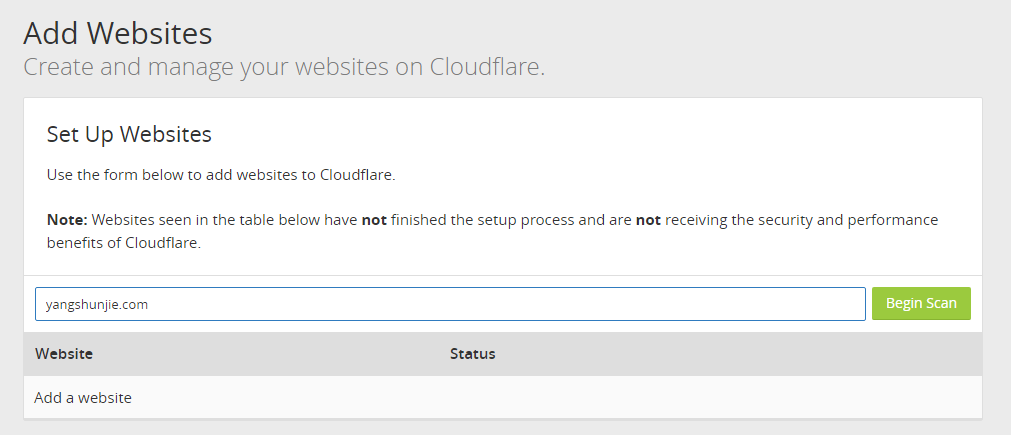 Add Websites
Create and manage your websites on Cloudflare.
Set Up Websites
Use the form below to add websites to Cloudflare.
Note: Websites seen in the table below have not finished the setup process and are not receiving the security and performance
benefits of Cloudflare.
yangshunjie.com Begin Scan
Website Status
Add a website